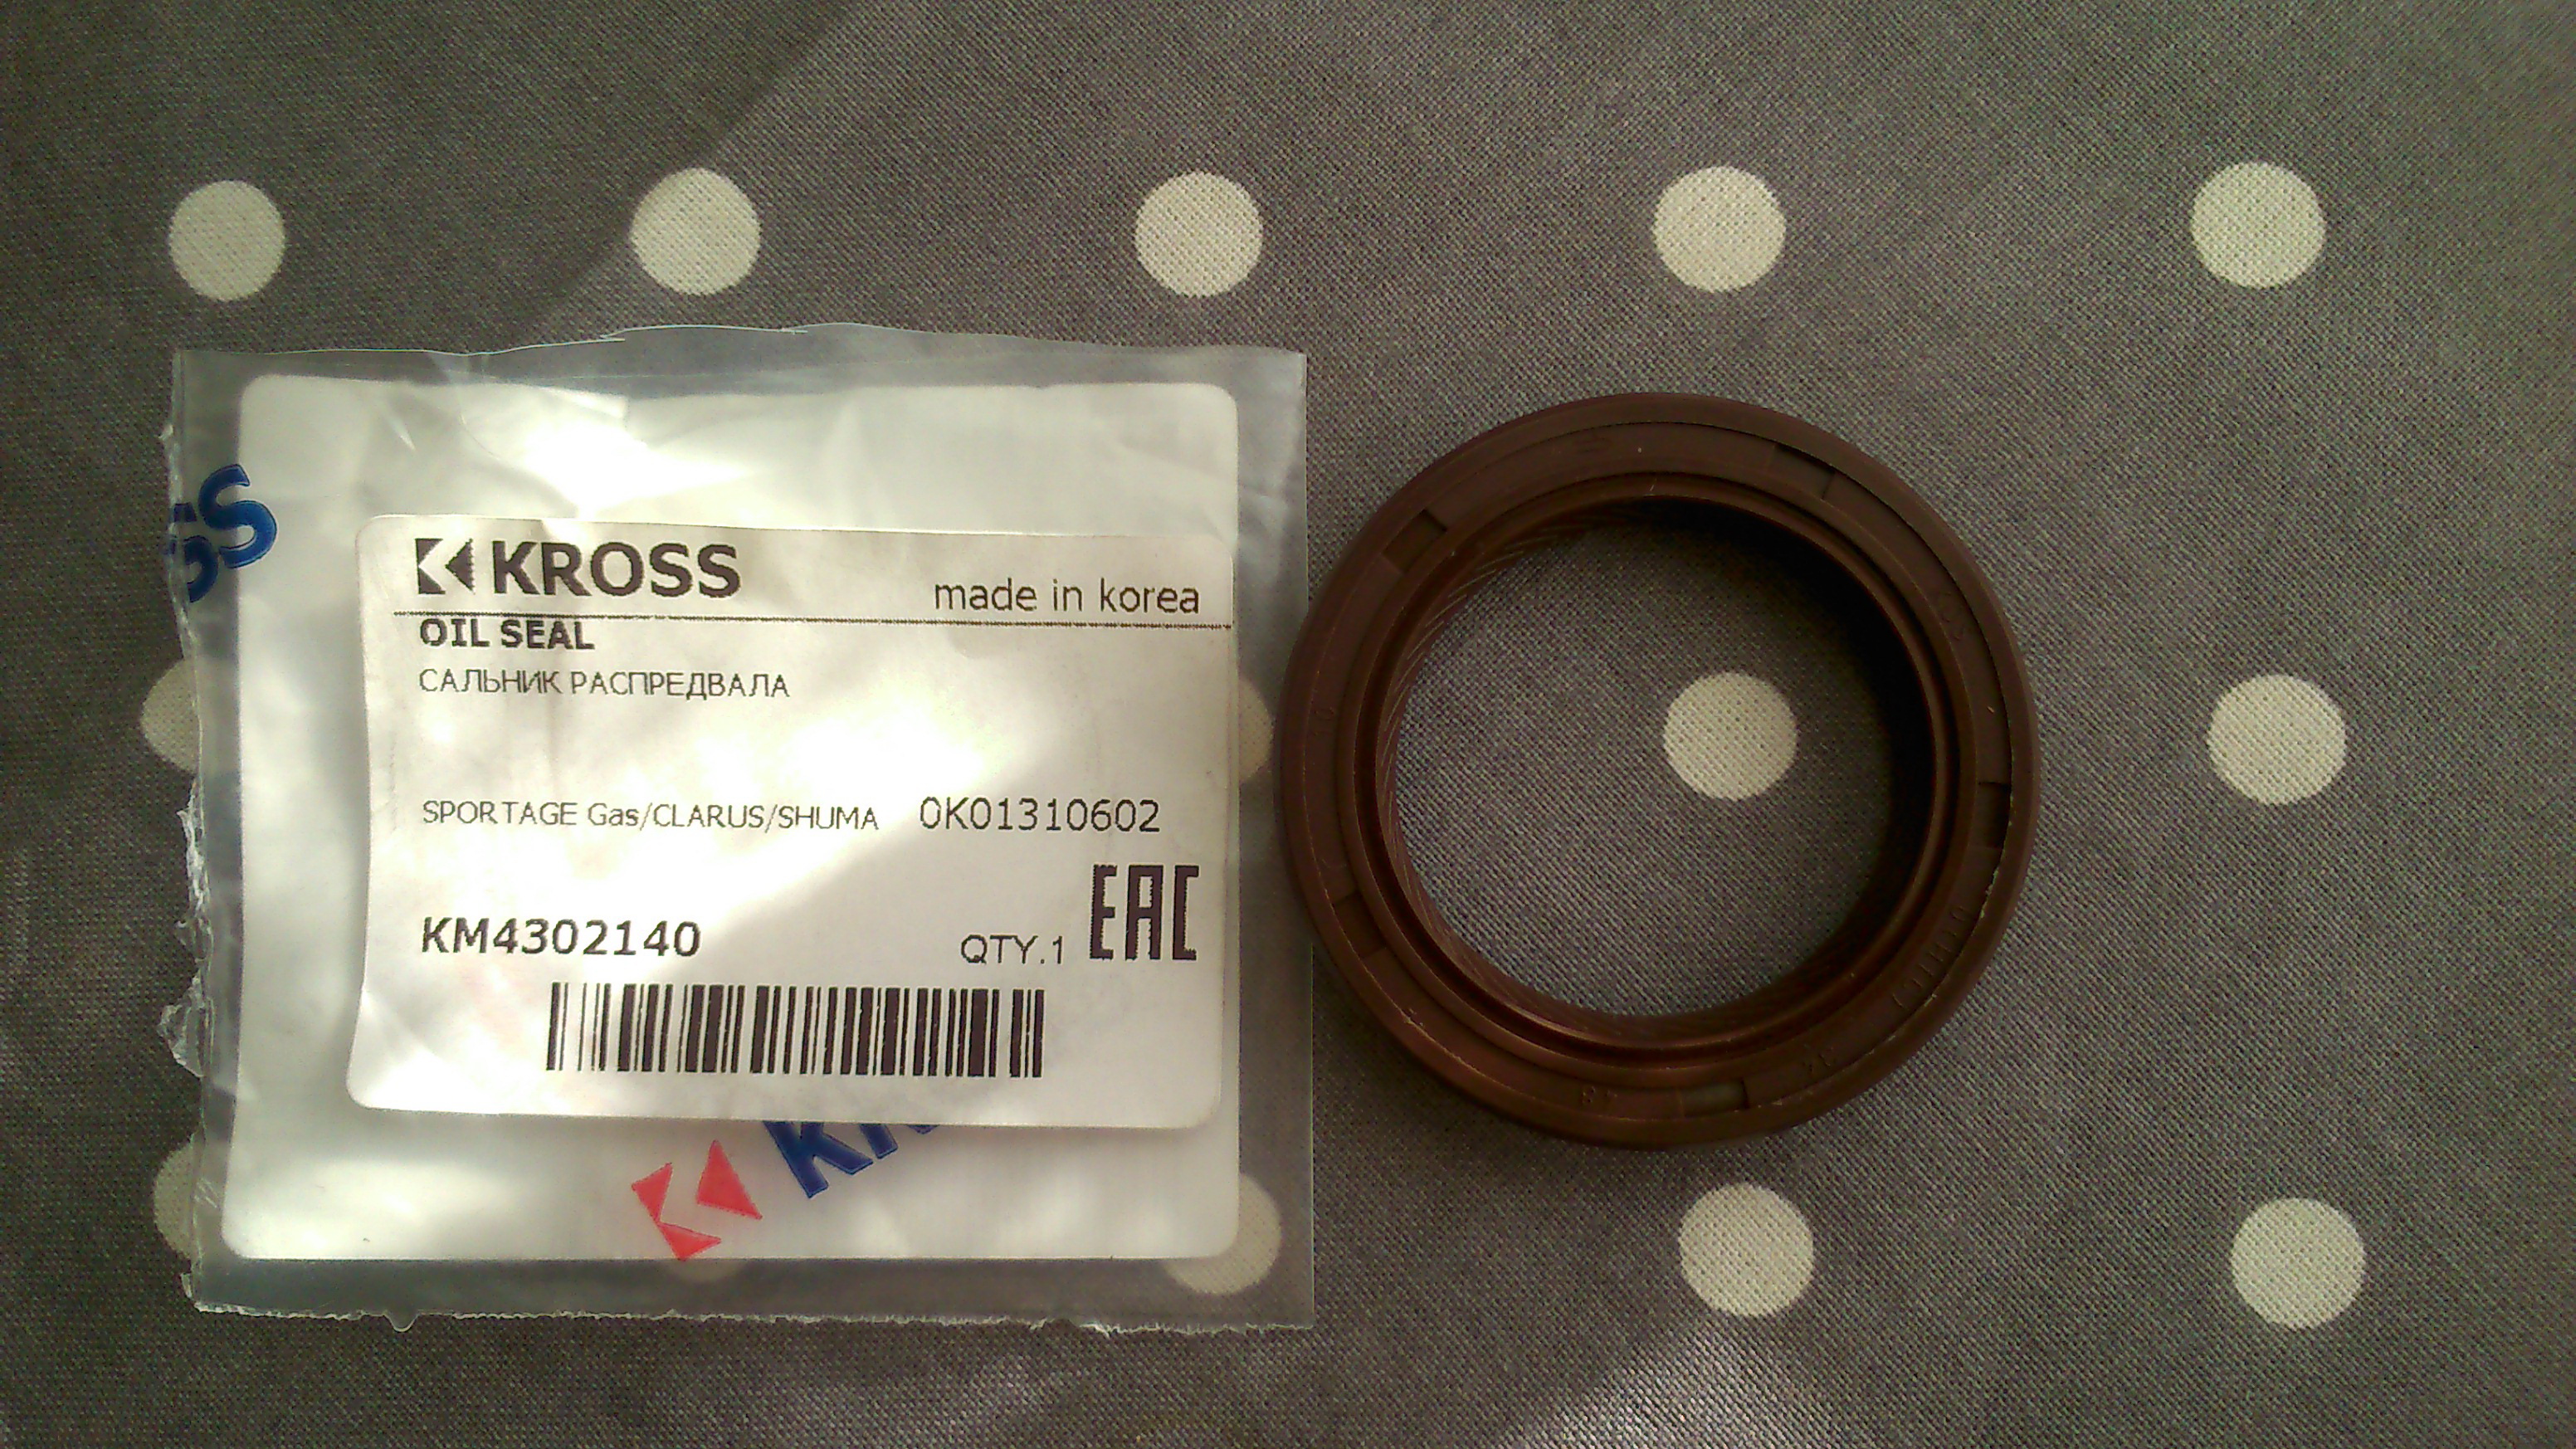 KROSS
made in korea
OIL SEAL
САЛЬНИК РАСПРЕДВАЛА
SPORTAGE Gas/CLARUS/SHUMA 0K01310602
EAC
KM4302140
QTY.1